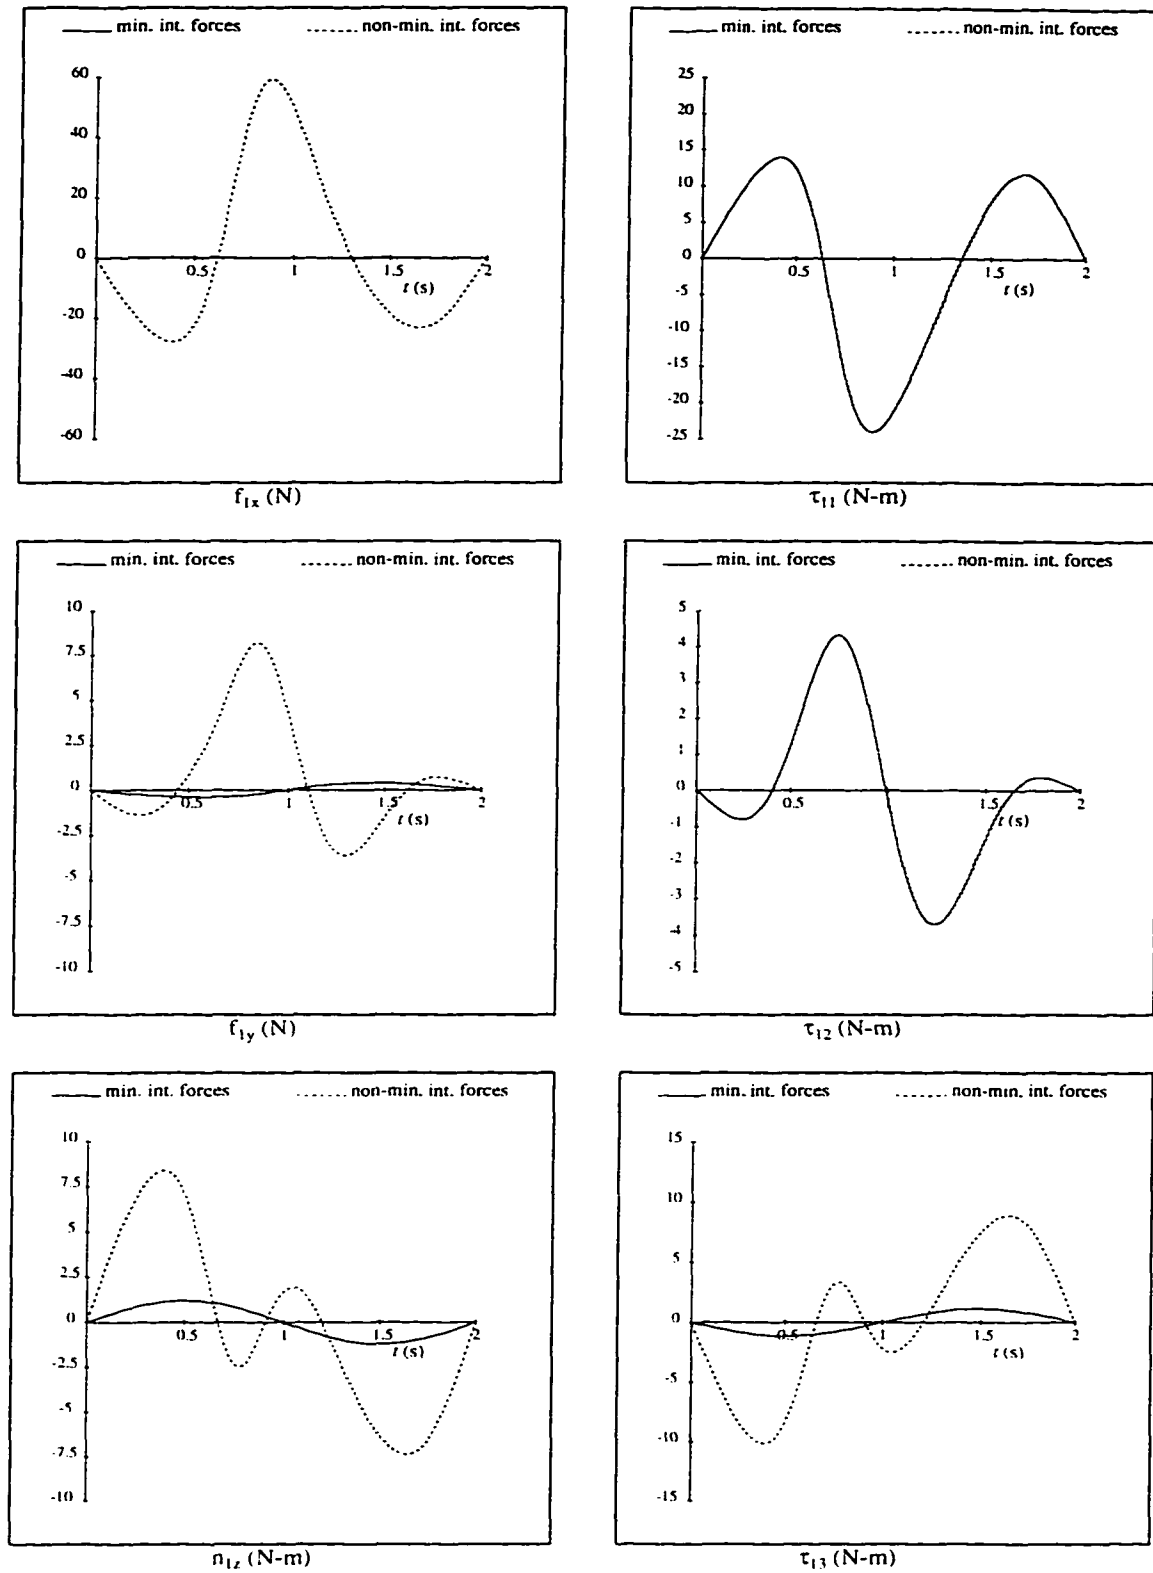 min. int. forces non-min. int. forces
60
40
20
0
-20
-40
-60
0.5 1 1.5 2
t (s)
f1x (N)
min. int. forces non-min. int. forces
25
20
15
10
5
0
-5
-10
-15
-20
-25
0.5 1 1.5 2
t (s)
τ11 (N-m)
min. int. forces non-min. int. forces
10
7.5
5
2.5
0
-2.5
-5
-7.5
-10
0.5 1 1.5 2
t (s)
f1y (N)
min. int. forces non-min. int. forces
5
4
3
2
1
0
-1
-2
-3
-4
-5
0.5 1 1.5 2
t (s)
τ12 (N-m)
min. int. forces non-min. int. forces
10
7.5
5
2.5
0
-2.5
-5
-7.5
-10
0.5 1 1.5 2
t (s)
n1z (N-m)
min. int. forces non-min. int. forces
15
10
5
0
-5
-10
-15
0.5 1 1.5 2
t (s)
τ13 (N-m)